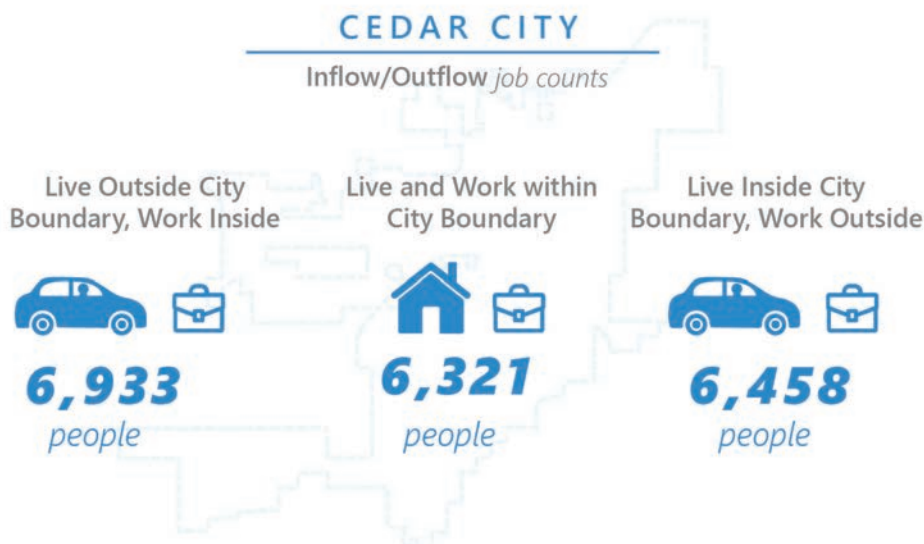 CEDAR CITY
Inflow/Outflow job counts
Live Outside City
Boundary, Work Inside
6,933
people
Live and Work within
City Boundary
6,321
people
Live Inside City
Boundary, Work Outside
6,458
people